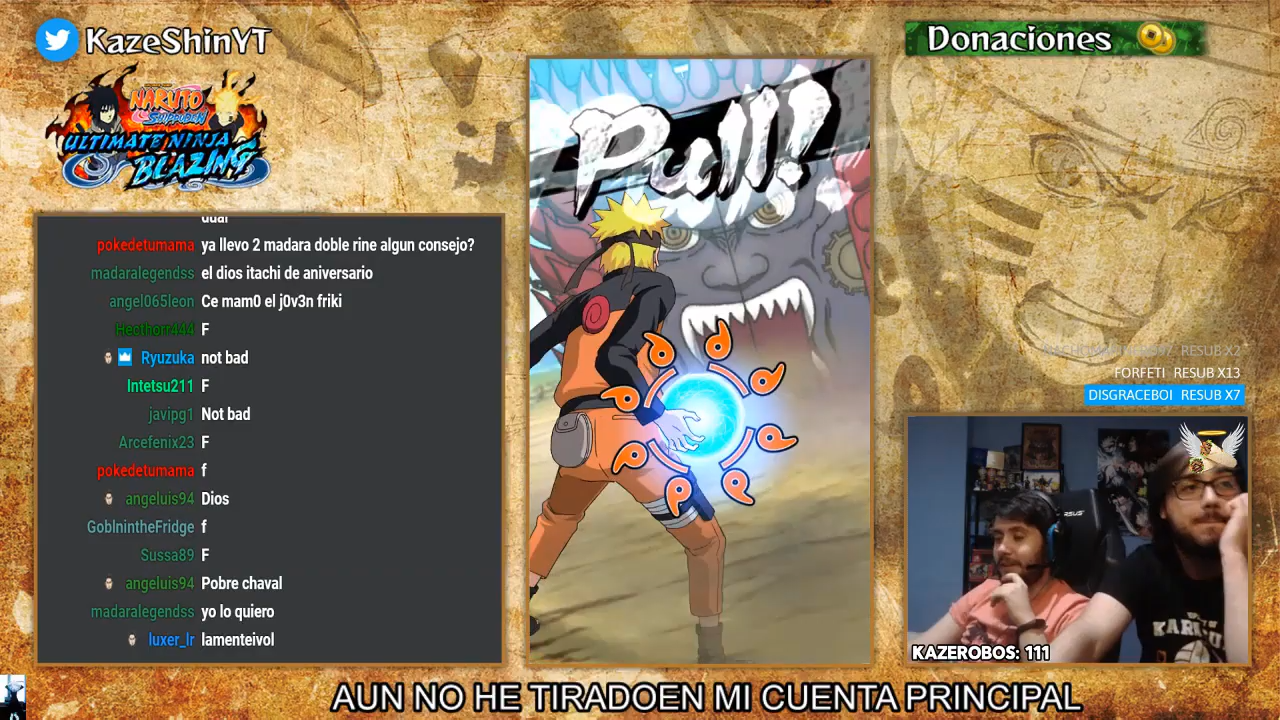 KazeShinYT
NARUTO
SHIPPUDEN
ULTIMATE NINJA
BLAZING
dual
pokedetumama ya llevo 2 madara doble rine algun consejo?
madaralegendss el dios itachi de aniversario
angel065leon Ce mam0 el j0v3n friki
Hecthorr444 F
Ryuzuka not bad
Intetsu211 F
javipg1 Not bad
Arcefenix23 F
pokedetumama f
angeluis94 Dios
GoblnintheFridge f
Sussa89 F
angeluis94 Pobre chaval
madaralegendss yo lo quiero
luxer_lr lamenteivol
Pull!
Donaciones
RESUB X2
FORFETI RESUB X13
DISGRACEBOI RESUB X7
KAZEROBOS: 111
AUN NO HE TIRADOEN MI CUENTA PRINCIPAL